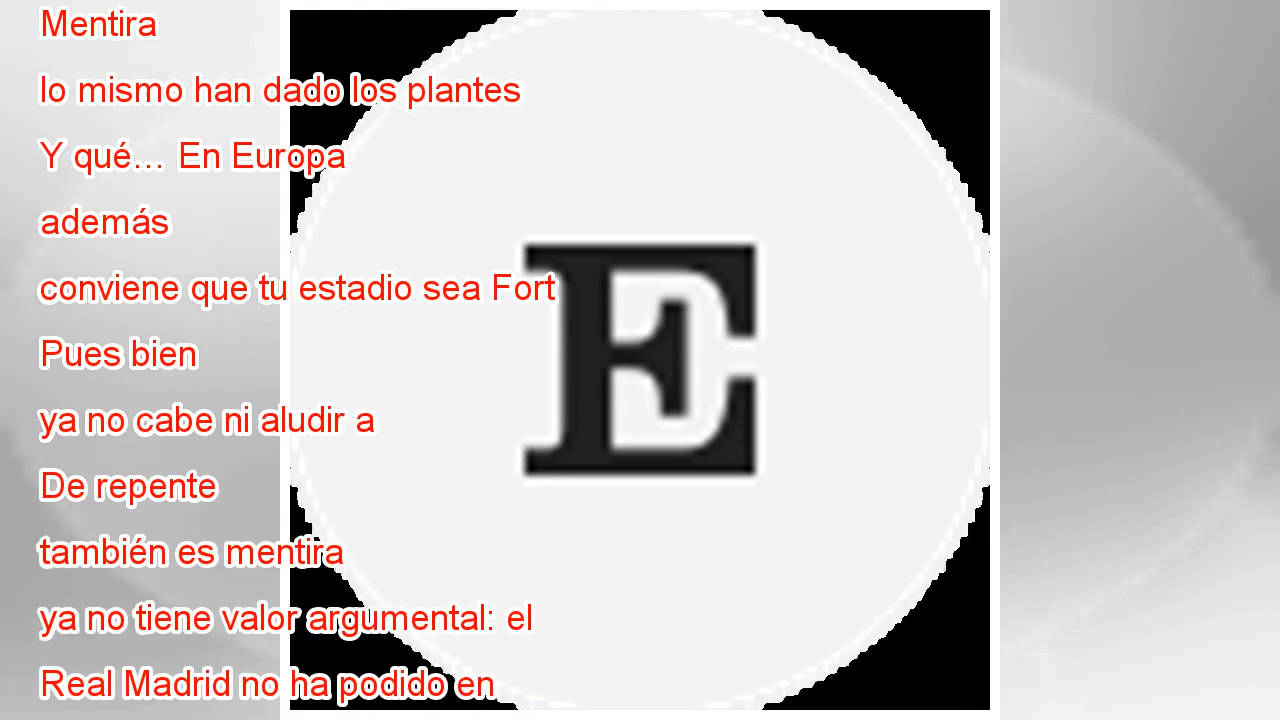 Mentira
lo mismo han dado los plantes
Y qué… En Europa
además
conviene que tu estadio sea Fort
Pues bien
ya no cabe ni aludir a
De repente
también es mentira
ya no tiene valor argumental: el
Real Madrid no ha podido en
E